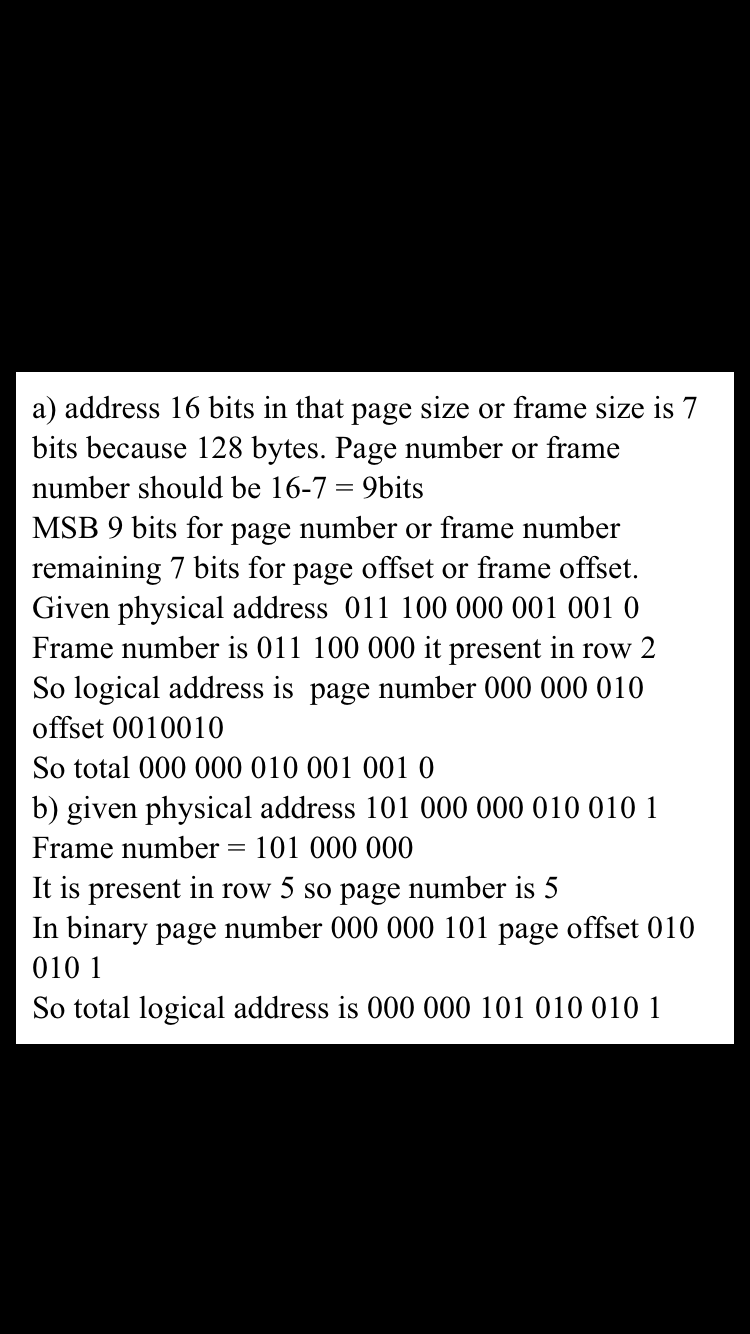 a) address 16 bits in that page size or frame size is 7
bits because 128 bytes. Page number or frame
number should be 16-7 = 9bits
MSB 9 bits for page number or frame number
remaining 7 bits for page offset or frame offset.
Given physical address  011 100 000 001 001 0
Frame number is 011 100 000 it present in row 2
So logical address is  page number 000 000 010
offset 0010010
So total 000 000 010 001 001 0
b) given physical address 101 000 000 010 010 1
Frame number = 101 000 000
It is present in row 5 so page number is 5
In binary page number 000 000 101 page offset 010
010 1
So total logical address is 000 000 101 010 010 1